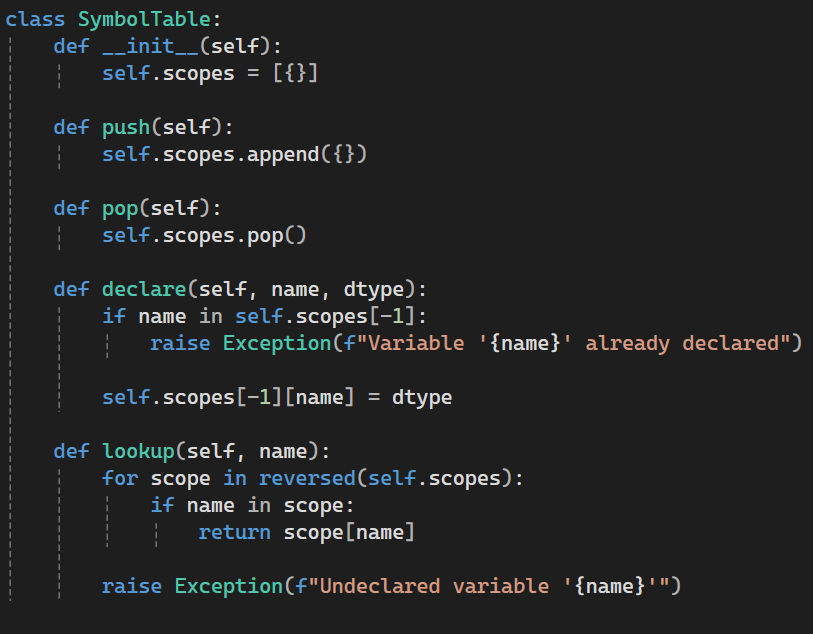 class SymbolTable:
    def __init__(self):
        self.scopes = [{}]

    def push(self):
        self.scopes.append({})

    def pop(self):
        self.scopes.pop()

    def declare(self, name, dtype):
        if name in self.scopes[-1]:
            raise Exception(f"Variable '{name}' already declared")

        self.scopes[-1][name] = dtype

    def lookup(self, name):
        for scope in reversed(self.scopes):
            if name in scope:
                return scope[name]

        raise Exception(f"Undeclared variable '{name}'")